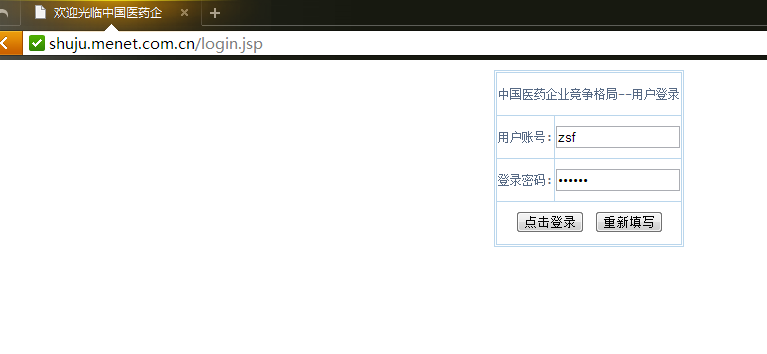 欢迎光临中国医药企
shuju.menet.com.cn/login.jsp
中国医药企业竞争格局--用户登录
用户账号: zsf
登录密码: ••••••
点击登录 重新填写